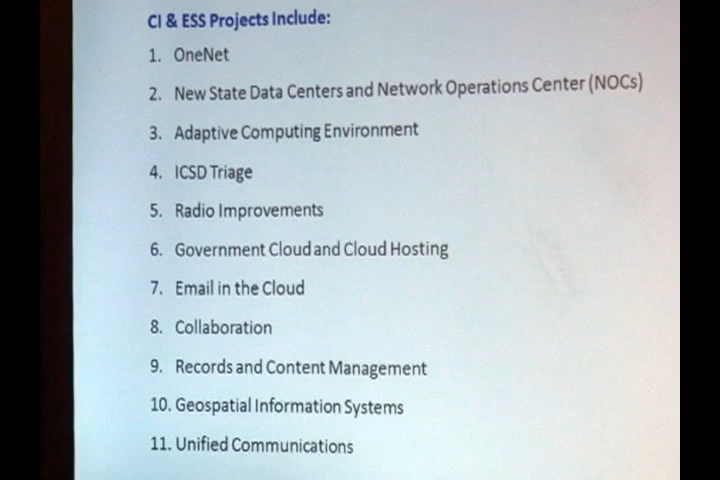 CI & ESS Projects Include:
1. OneNet
2. New State Data Centers and Network Operations Center (NOCs)
3. Adaptive Computing Environment
4. ICSD Triage
5. Radio Improvements
6. Government Cloud and Cloud Hosting
7. Email in the Cloud
8. Collaboration
9. Records and Content Management
10. Geospatial Information Systems
11. Unified Communications